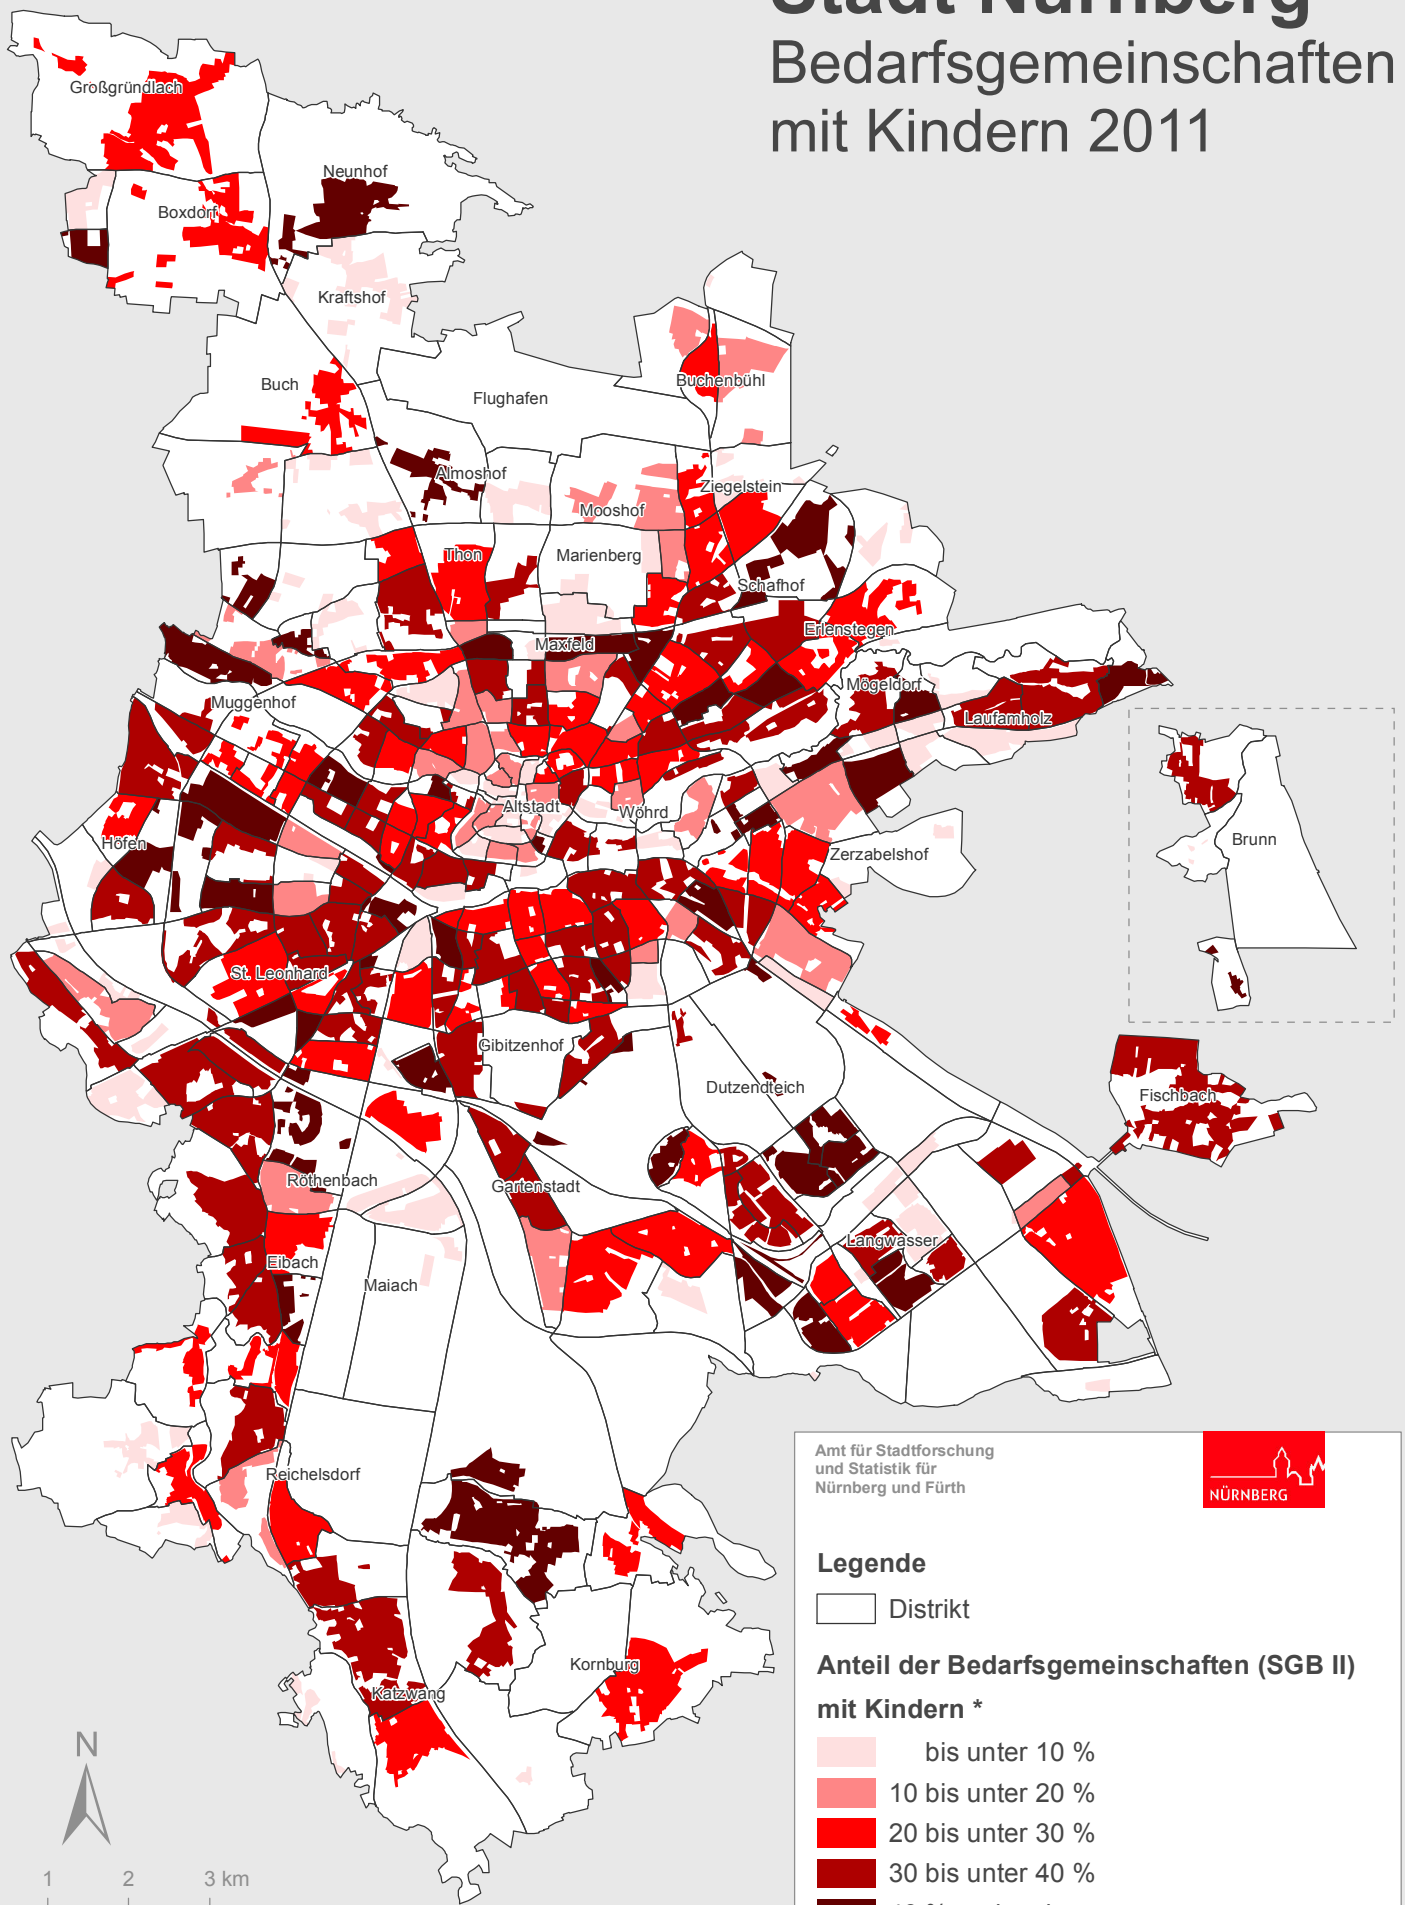 Stadt Nürnberg
Bedarfsgemeinschaften
mit Kindern 2011
Großgründlach
Neunhof
Boxdorf
Kraftshof
Buch
Flughafen
Buchenbühl
Almoshof
Ziegelstein
Mooshof
Thon
Marienberg
Schafhof
Erlenstegen
Maxfeld
Mögeldorf
Muggenhof
Laufamholz
Altstadt
Wöhrd
Höfen
Zerzabelshof
Brunn
St. Leonhard
Gibitzenhof
Dutzendteich
Fischbach
Röthenbach
Gartenstadt
Langwasser
Eibach
Maiach
Reichelsdorf
Kornburg
Katzwang
N
1 2 3 km
Amt für Stadtforschung
und Statistik für
Nürnberg und Fürth
NÜRNBERG
Legende
Distrikt
Anteil der Bedarfsgemeinschaften (SGB II)
mit Kindern *
bis unter 10 %
10 bis unter 20 %
20 bis unter 30 %
30 bis unter 40 %